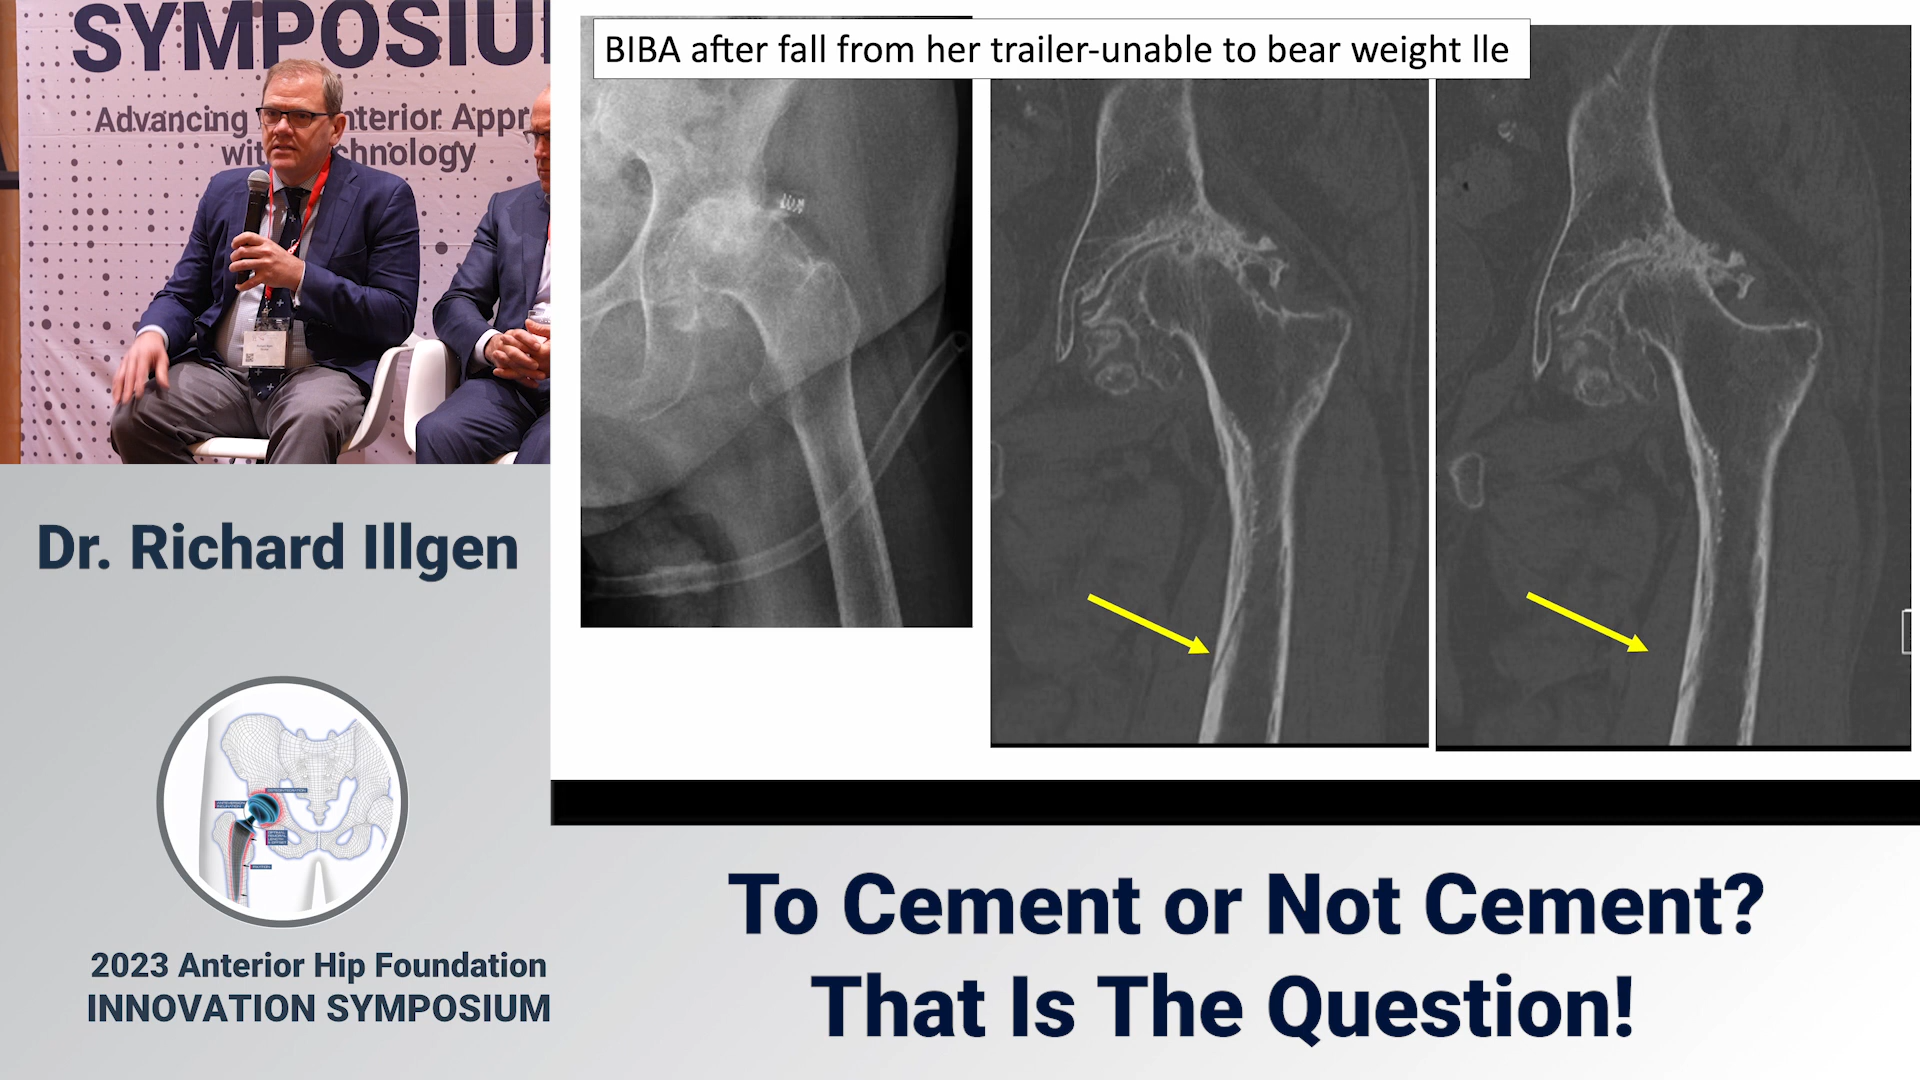 SYMPOSIU
Advancing nterior Appr
with chnology
BIBA after fall from her trailer-unable to bear weight lle
Dr. Richard Illgen
2023 Anterior Hip Foundation
INNOVATION SYMPOSIUM
To Cement or Not Cement?
That Is The Question!